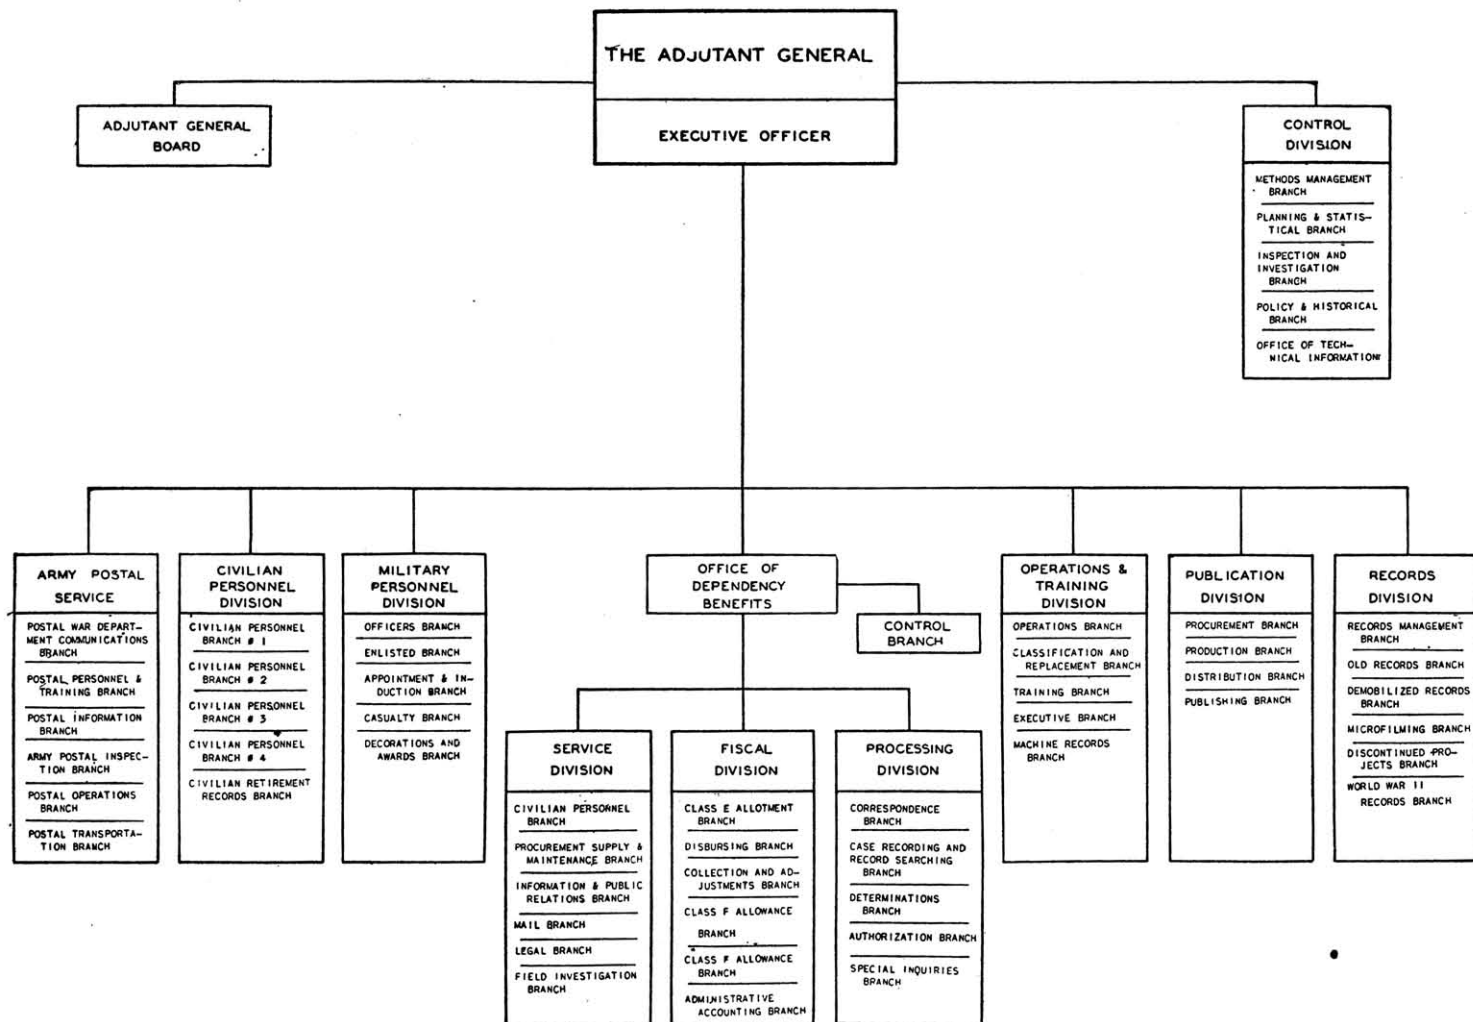 THE ADJUTANT GENERAL
EXECUTIVE OFFICER
ADJUTANT GENERAL
BOARD
CONTROL
DIVISION
METHODS MANAGEMENT
BRANCH
PLANNING & STATIS-
TICAL BRANCH
INSPECTION AND
INVESTIGATION
BRANCH
POLICY & HISTORICAL
BRANCH
OFFICE OF TECH-
NICAL INFORMATION
ARMY POSTAL
SERVICE
POSTAL WAR DEPART-
MENT COMMUNICATIONS
BRANCH
POSTAL PERSONNEL &
TRAINING BRANCH
POSTAL INFORMATION
BRANCH
ARMY POSTAL INSPEC-
TION BRANCH
POSTAL OPERATIONS
BRANCH
POSTAL TRANSPORTA-
TION BRANCH
CIVILIAN
PERSONNEL
DIVISION
CIVILIAN PERSONNEL
BRANCH # 1
CIVILIAN PERSONNEL
BRANCH # 2
CIVILIAN PERSONNEL
BRANCH # 3
CIVILIAN PERSONNEL
BRANCH # 4
CIVILIAN RETIREMENT
RECORDS BRANCH
MILITARY
PERSONNEL
DIVISION
OFFICERS BRANCH
ENLISTED BRANCH
APPOINTMENT & IN-
DUCTION BRANCH
CASUALTY BRANCH
DECORATIONS AND
AWARDS BRANCH
OFFICE OF
DEPENDENCY
BENEFITS
CONTROL
BRANCH
SERVICE
DIVISION
CIVILIAN PERSONNEL
BRANCH
PROCUREMENT SUPPLY &
MAINTENANCE BRANCH
INFORMATION & PUBLIC
RELATIONS BRANCH
MAIL BRANCH
LEGAL BRANCH
FIELD INVESTIGATION
BRANCH
FISCAL
DIVISION
CLASS E ALLOTMENT
BRANCH
DISBURSING BRANCH
COLLECTION AND AD-
JUSTMENTS BRANCH
CLASS F ALLOWANCE
BRANCH
CLASS F ALLOWANCE
BRANCH
ADMINISTRATIVE
ACCOUNTING BRANCH
PROCESSING
DIVISION
CORRESPONDENCE
BRANCH
CASE RECORDING AND
RECORD SEARCHING
BRANCH
DETERMINATIONS
BRANCH
AUTHORIZATION BRANCH
SPECIAL INQUIRIES
BRANCH
OPERATIONS &
TRAINING
DIVISION
OPERATIONS BRANCH
CLASSIFICATION AND
REPLACEMENT BRANCH
TRAINING BRANCH
EXECUTIVE BRANCH
MACHINE RECORDS
BRANCH
PUBLICATION
DIVISION
PROCUREMENT BRANCH
PRODUCTION BRANCH
DISTRIBUTION BRANCH
PUBLISHING BRANCH
RECORDS
DIVISION
RECORDS MANAGEMENT
BRANCH
OLD RECORDS BRANCH
DEMOBILIZED RECORDS
BRANCH
MICROFILMING BRANCH
DISCONTINUED PRO-
JECTS BRANCH
WORLD WAR II
RECORDS BRANCH